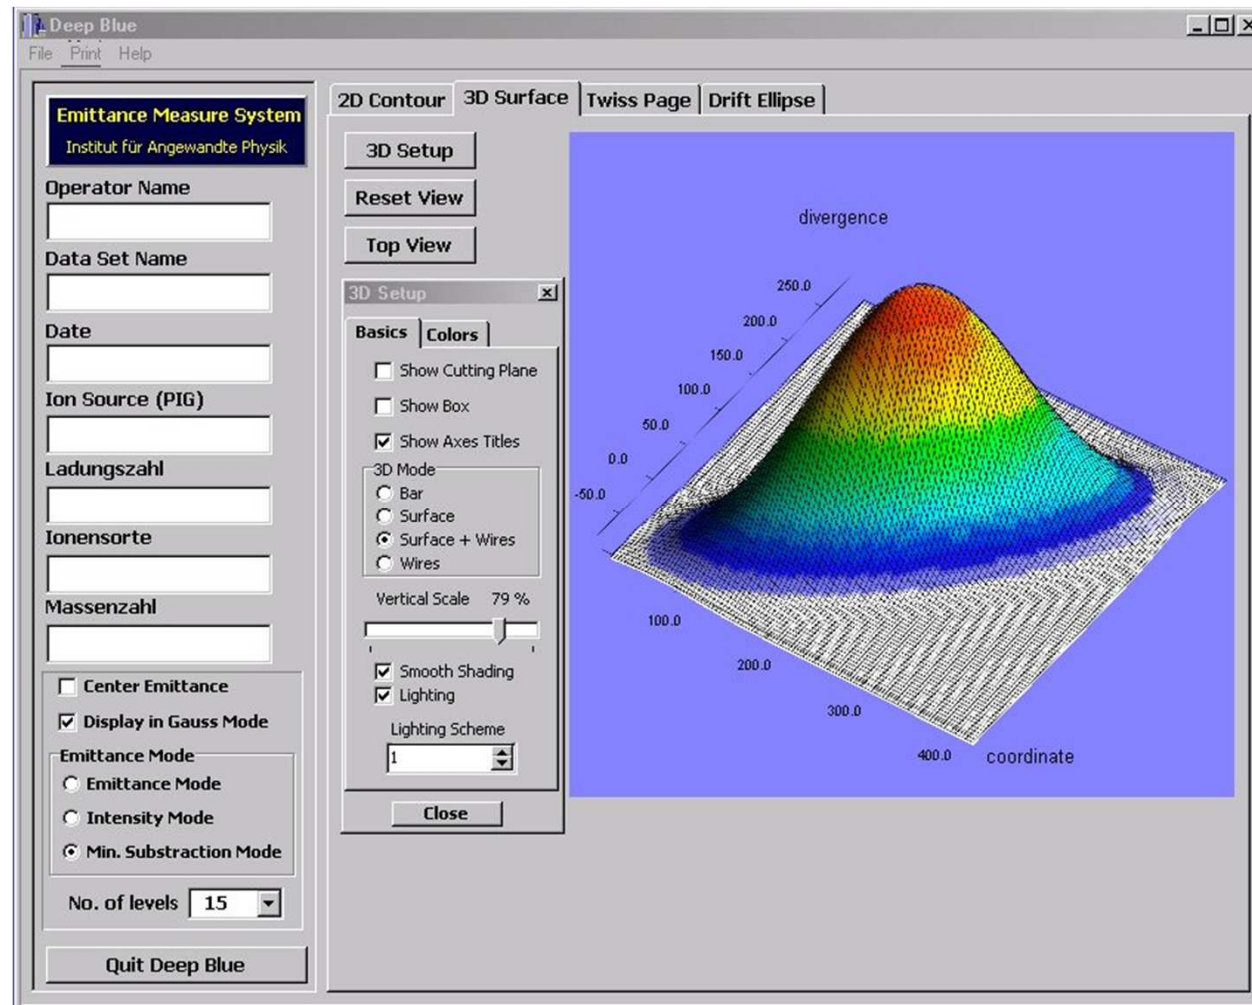 Deep Blue
File Print Help
Emittance Measure System
Institut für Angewandte Physik
Operator Name
Data Set Name
Date
Ion Source (PIG)
Ladungszahl
Ionensorte
Massenzahl
Center Emittance
Display in Gauss Mode
Emittance Mode
Emittance Mode
Intensity Mode
Min. Substraction Mode
No. of levels 15
Quit Deep Blue
2D Contour 3D Surface Twiss Page Drift Ellipse
3D Setup
Reset View
Top View
3D Setup
Basics Colors
Show Cutting Plane
Show Box
Show Axes Titles
3D Mode
Bar
Surface
Surface + Wires
Wires
Vertical Scale 79 %
Smooth Shading
Lighting
Lighting Scheme
1
Close
divergence
250.0
200.0
150.0
100.0
50.0
0.0
-50.0
100.0
200.0
300.0
400.0
coordinate